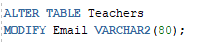 ALTER TABLE Teachers
MODIFY Email VARCHAR2(80);